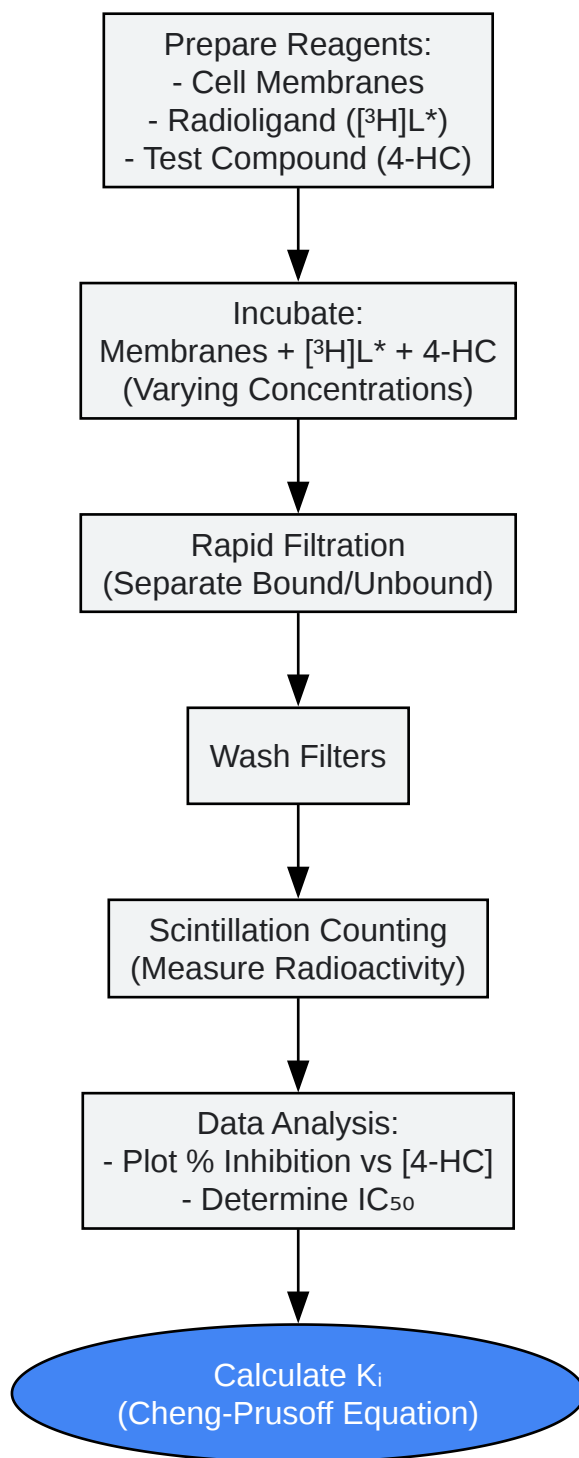 Prepare Reagents:
- Cell Membranes
- Radioligand ([³H]L*)
- Test Compound (4-HC)
Incubate:
Membranes + [³H]L* + 4-HC
(Varying Concentrations)
Rapid Filtration
(Separate Bound/Unbound)
Wash Filters
Scintillation Counting
(Measure Radioactivity)
Data Analysis:
- Plot % Inhibition vs [4-HC]
- Determine IC₅₀
Calculate Kᵢ
(Cheng-Prusoff Equation)